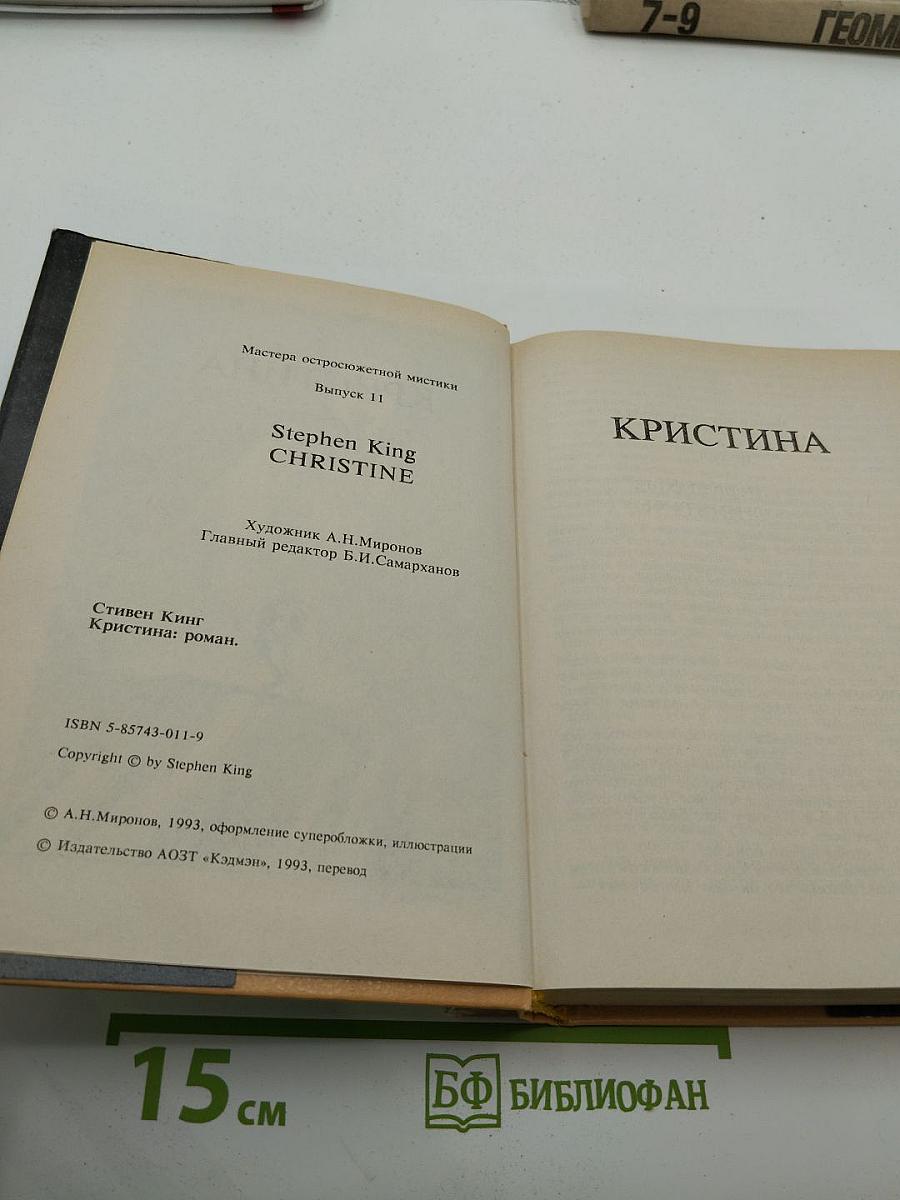 7-9
Мастера остросюжетной мистики
Выпуск 11
Stephen King
CHRISTINE
Художник А.Н.Миронов
Главный редактор Б.И.Самарханов
Стивен Кинг
Кристина: роман.
ISBN 5-85743-011-9
Copyright © by Stephen King
© А.Н.Миронов, 1993, оформление суперобложки, иллюстрации
© Издательство АОЗТ «Кэдмэн», 1993, перевод
КРИСТИНА
15 см
БФ БИБЛИОФАН